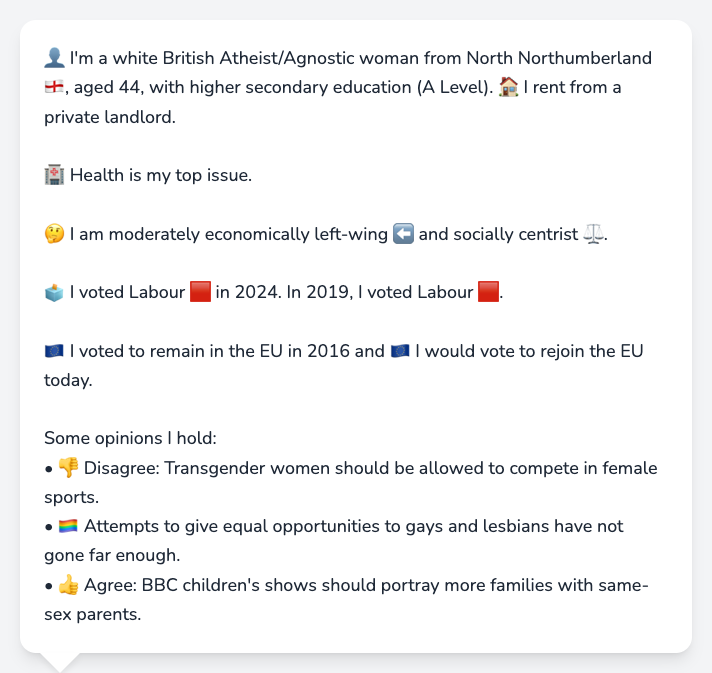 👤 I'm a white British Atheist/Agnostic woman from North Northumberland
🏴󠁧󠁢󠁥󠁮󠁧󠁿, aged 44, with higher secondary education (A Level). 🏠 I rent from a
private landlord.
🏥 Health is my top issue.
🤔 I am moderately economically left-wing ⬅️ and socially centrist ⚖️.
🗳️ I voted Labour 🟥 in 2024. In 2019, I voted Labour 🟥.
🇪🇺 I voted to remain in the EU in 2016 and 🇪🇺 I would vote to rejoin the EU
today.
Some opinions I hold:
• 👎 Disagree: Transgender women should be allowed to compete in female
sports.
• 🏳️‍🌈 Attempts to give equal opportunities to gays and lesbians have not
gone far enough.
• 👍 Agree: BBC children's shows should portray more families with same-
sex parents.